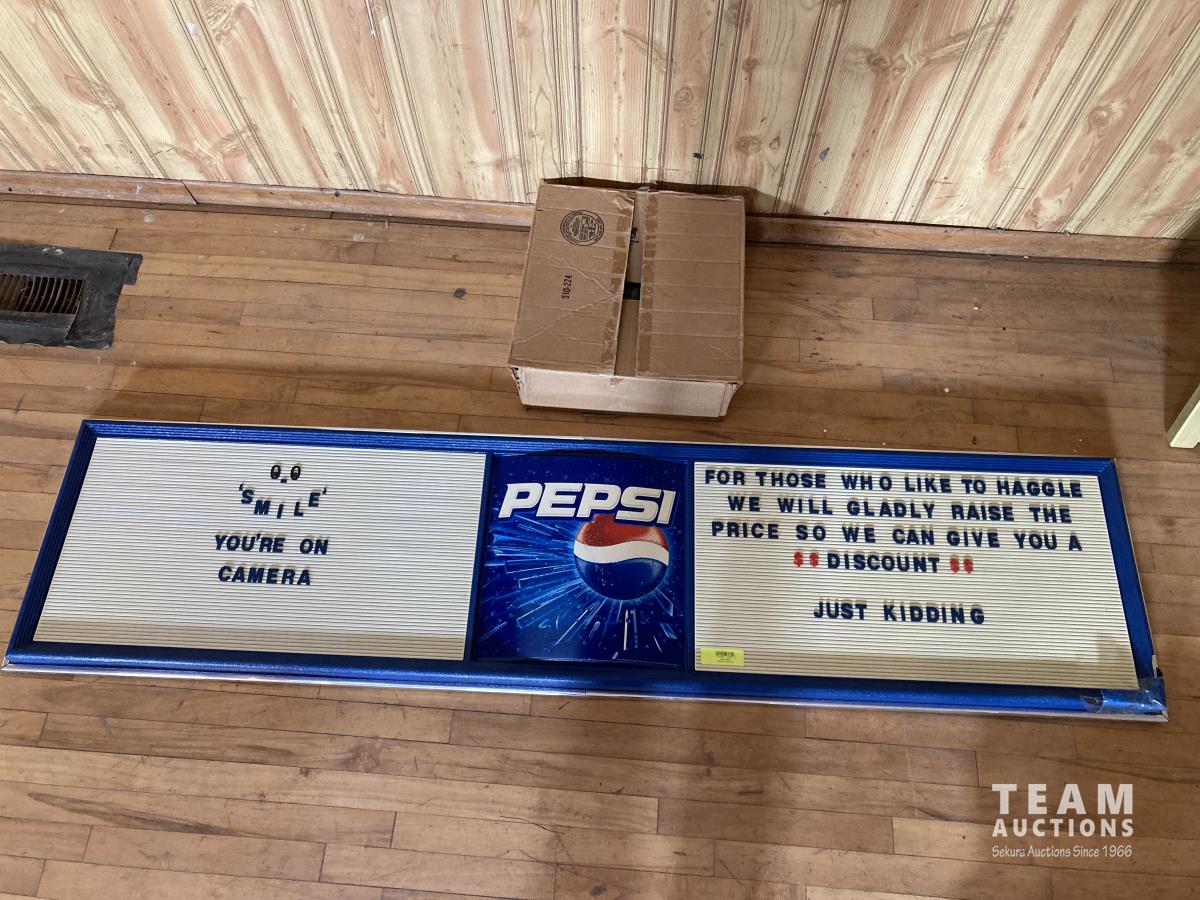 510-224
0_0
'SMILE'
YOU'RE ON
CAMERA
PEPSI
FOR THOSE WHO LIKE TO HAGGLE
WE WILL GLADLY RAISE THE
PRICE SO WE CAN GIVE YOU A
$$ DISCOUNT $$
JUST KIDDING
TEAM
AUCTIONS
Sekura Auctions Since 1966